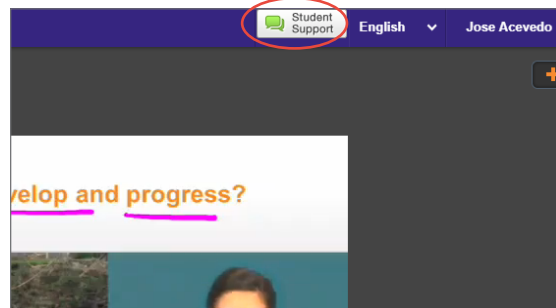 Student
Support
English
Jose Acevedo
velop and progress?